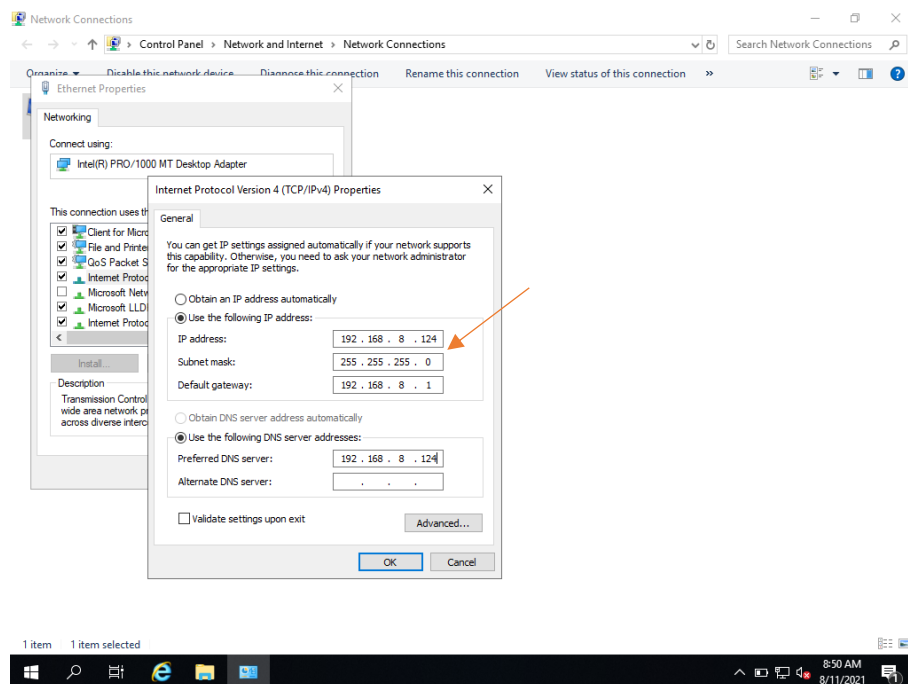 Network Connections
Control Panel > Network and Internet > Network Connections
Search Network Connections
Organize Disable this network device Diagnose this connection Rename this connection View status of this connection »
Ethernet Properties
Networking
Connect using:
Intel(R) PRO/1000 MT Desktop Adapter
This connection uses th
Client for Micro
File and Printe
QoS Packet S
Internet Protoc
Microsoft Netw
Microsoft LLD
Internet Protoc
Install...
Description
Transmission Control
wide area network pr
across diverse interc
Internet Protocol Version 4 (TCP/IPv4) Properties
General
You can get IP settings assigned automatically if your network supports
this capability. Otherwise, you need to ask your network administrator
for the appropriate IP settings.
Obtain an IP address automatically
Use the following IP address:
IP address: 192 . 168 . 8 . 124
Subnet mask: 255 . 255 . 255 . 0
Default gateway: 192 . 168 . 8 . 1
Obtain DNS server address automatically
Use the following DNS server addresses:
Preferred DNS server: 192 . 168 . 8 . 124
Alternate DNS server: . . .
Validate settings upon exit
Advanced...
OK Cancel
1 item 1 item selected
8:50 AM
8/11/2021
1